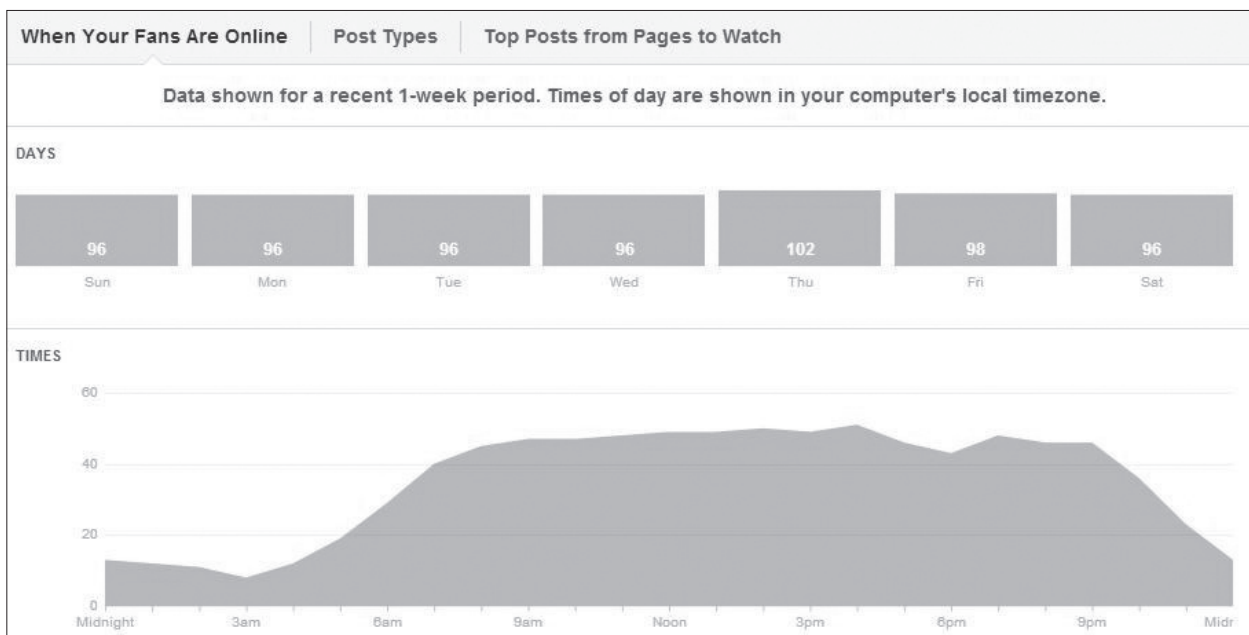 When Your Fans Are Online Post Types Top Posts from Pages to Watch
Data shown for a recent 1-week period. Times of day are shown in your computer's local timezone.
DAYS
96 96 96 96 102 98 96
Sun Mon Tue Wed Thu Fri Sat
TIMES
60
40
20
0
Midnight 3am 6am 9am Noon 3pm 6pm 9pm Midr